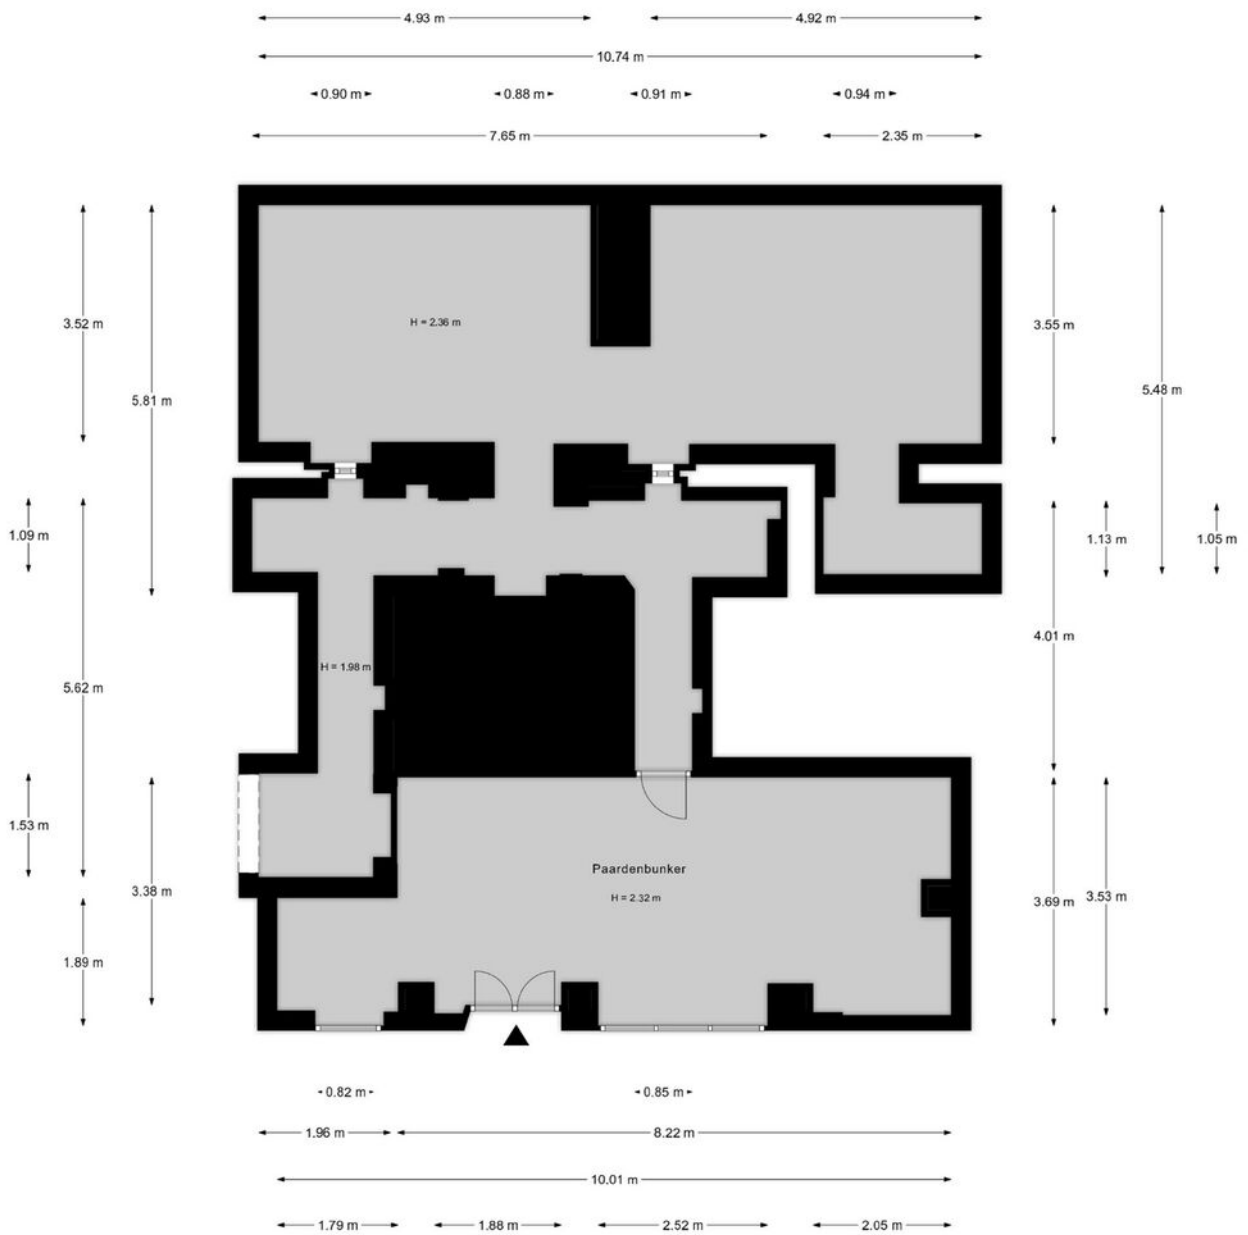 4.93 m 4.92 m
10.74 m
0.90 m 0.88 m 0.91 m 0.94 m
7.65 m 2.35 m
H = 2.36 m
3.52 m 3.55 m
5.48 m
5.81 m
1.09 m 1.13 m 1.05 m
4.01 m
H = 1.98 m
5.62 m
1.53 m
Paardenbunker
3.38 m H = 2.32 m 3.69 m 3.53 m
1.89 m
0.82 m 0.85 m
1.96 m 8.22 m
10.01 m
1.79 m 1.88 m 2.52 m 2.05 m